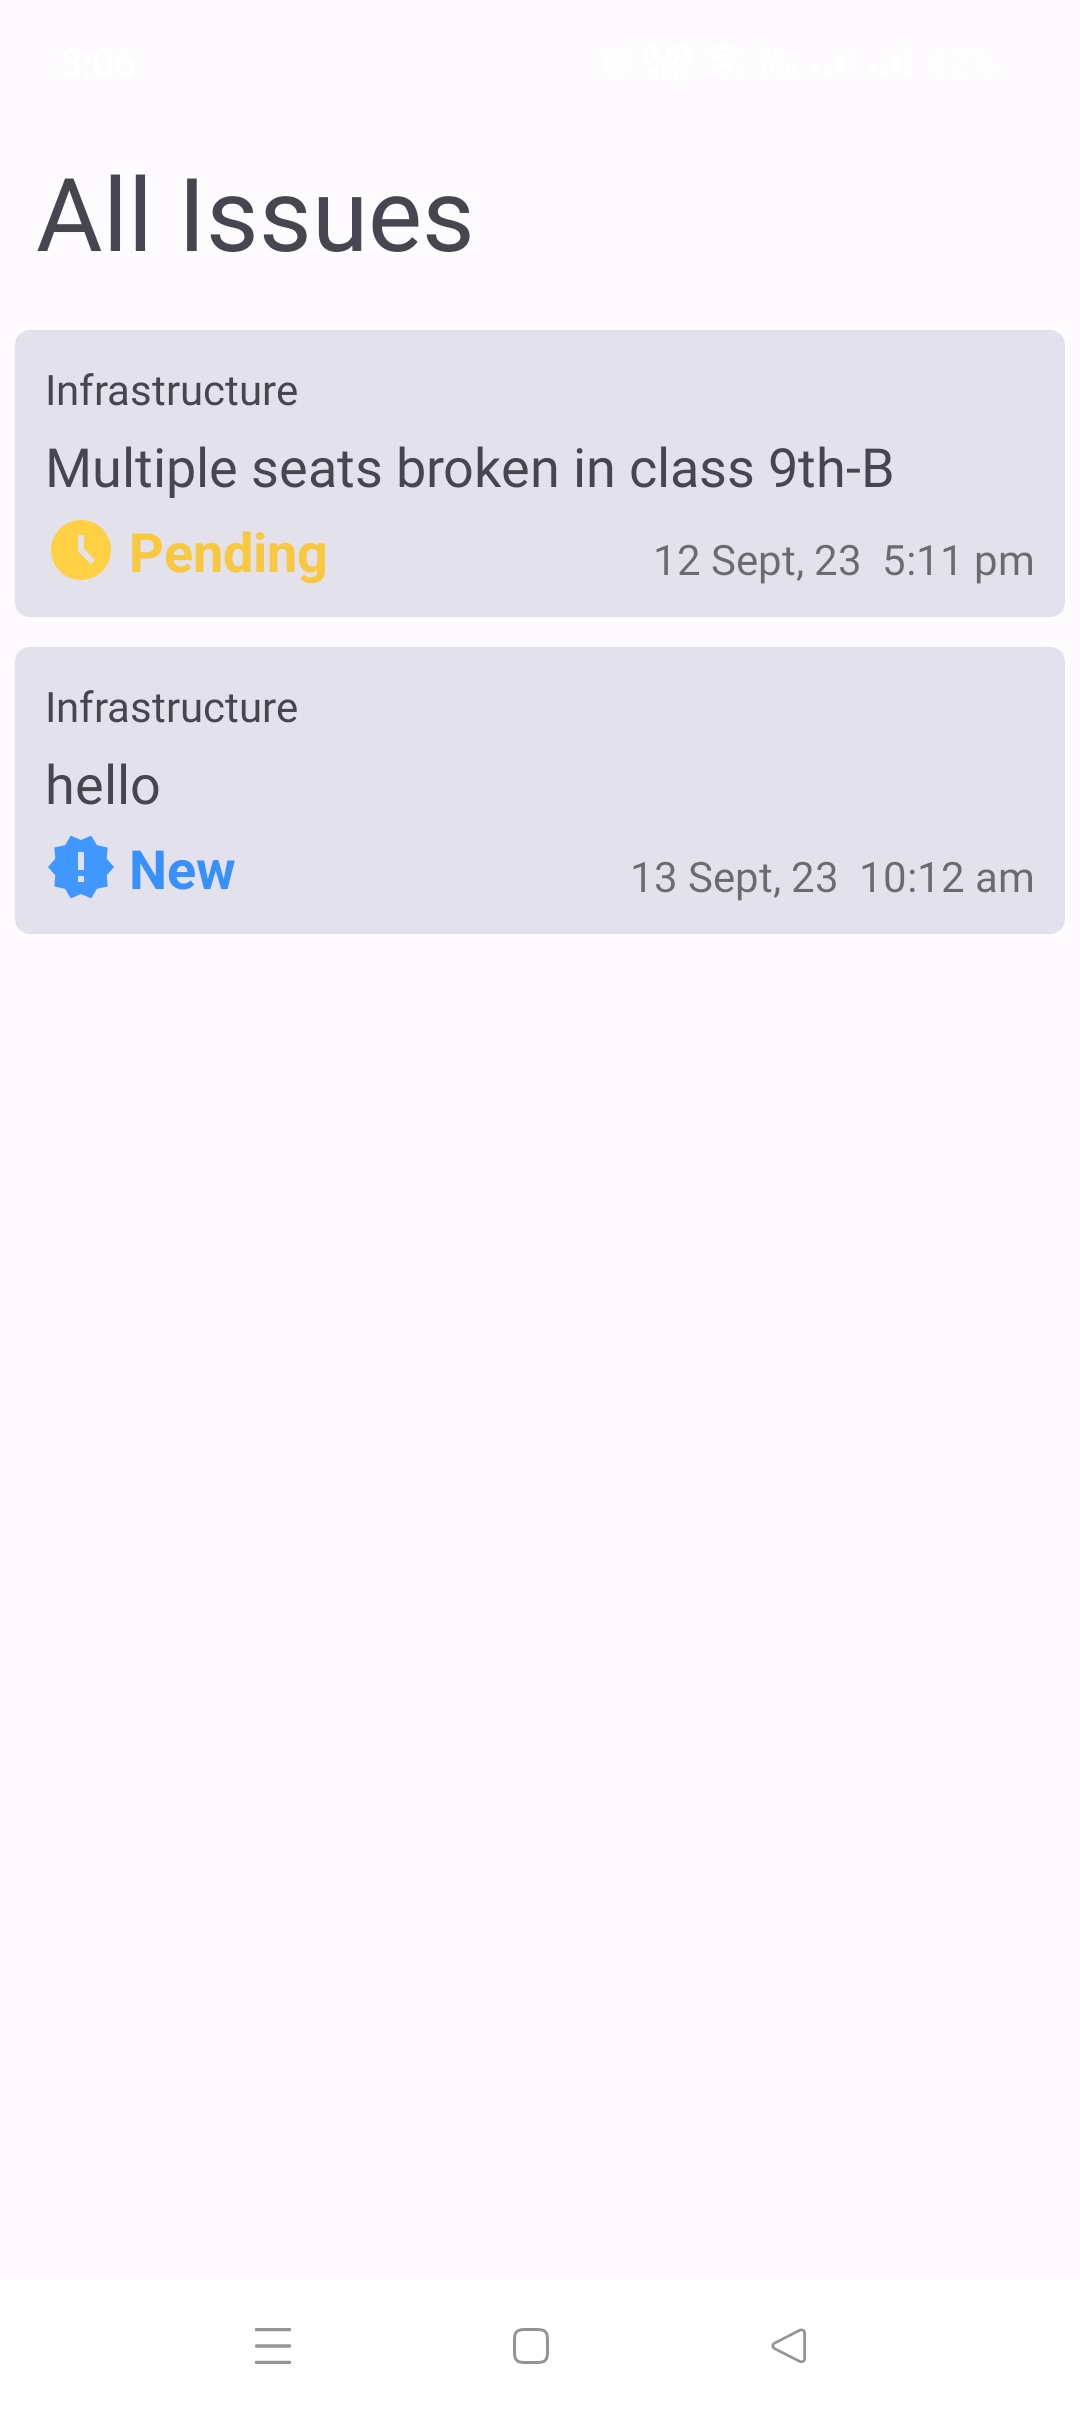 3:06
42%
All Issues
Infrastructure
Multiple seats broken in class 9th-B
Pending
12 Sept, 23 5:11 pm
Infrastructure
hello
New
13 Sept, 23 10:12 am